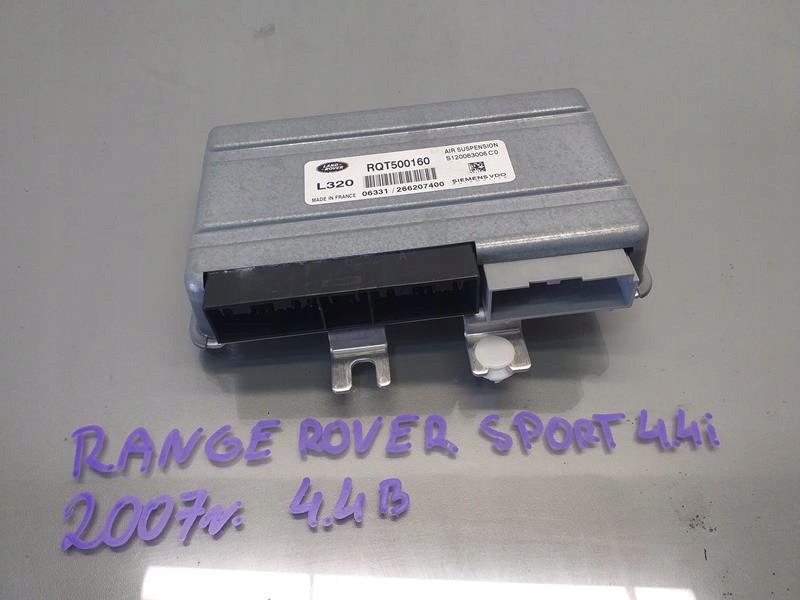 LAND ROVER
RQT500160
AIR SUSPENSION
S120063006 C0
L320
MADE IN FRANCE
06331 / 266207400
SIEMENS VDO
RANGE ROVER SPORT 4.4i
2007r. 4.4B